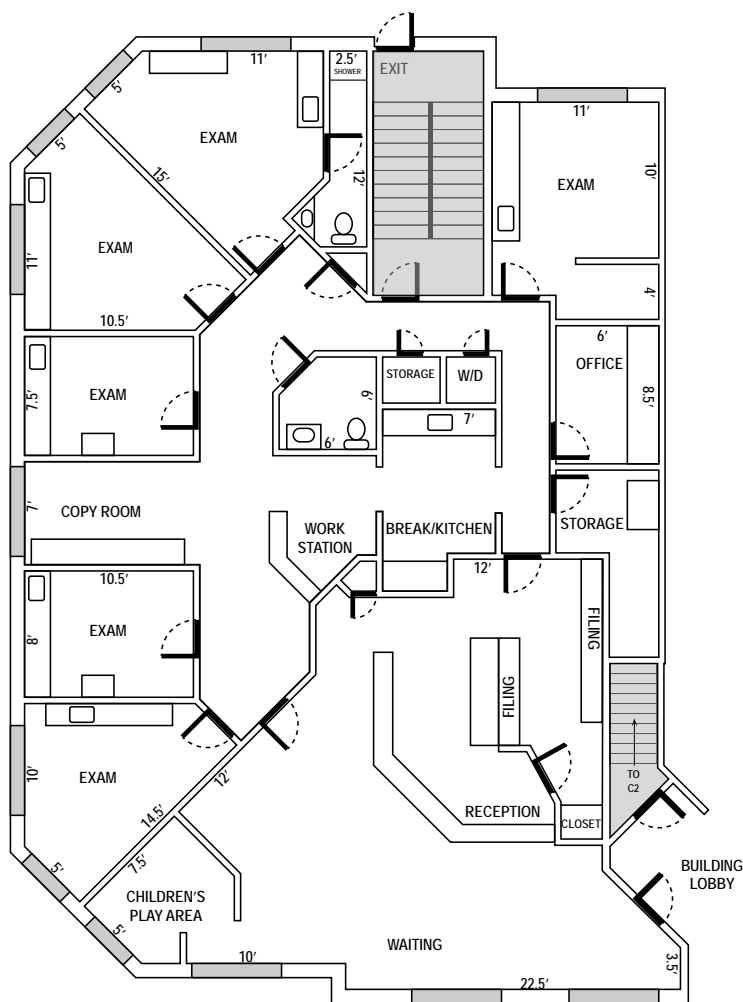 11'
2.5'
SHOWER
EXIT
5'
11'
5'
EXAM
15'
12'
EXAM
10'
EXAM
11'
4'
10.5'
6'
OFFICE
STORAGE
W/D
7.5'
EXAM
6'
8.5'
7'
6'
7'
COPY ROOM
WORK
STATION
BREAK/KITCHEN
STORAGE
10.5'
12'
8'
EXAM
FILING
FILING
10'
EXAM
12'
TO
C2
14.5'
RECEPTION
CLOSET
5'
7.5'
BUILDING
LOBBY
CHILDREN'S
PLAY AREA
5'
WAITING
3.5'
10'
22.5'